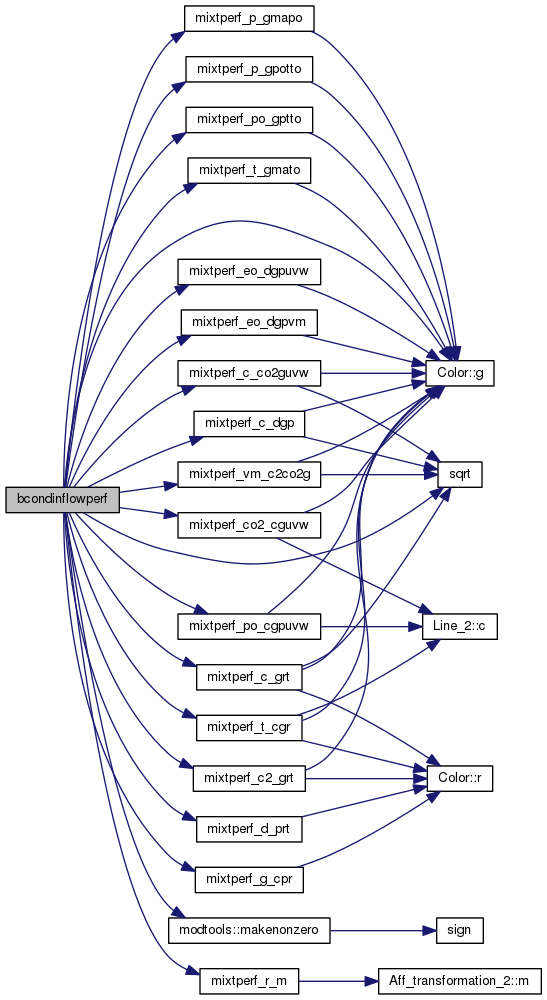 mixtperf_p_gmapo
mixtperf_p_gpotto
mixtperf_po_gptto
mixtperf_t_gmato
mixtperf_eo_dgpuvw
mixtperf_eo_dgpvm
mixtperf_c_co2guvw
Color::g
mixtperf_c_dgp
mixtperf_vm_c2co2g
sqrt
bcondinflowperf
mixtperf_co2_cguvw
mixtperf_po_cgpuvw
Line_2::c
mixtperf_c_grt
mixtperf_t_cgr
mixtperf_c2_grt
Color::r
mixtperf_d_prt
mixtperf_g_cpr
modtools::makenonzero
sign
mixtperf_r_m
Aff_transformation_2::m